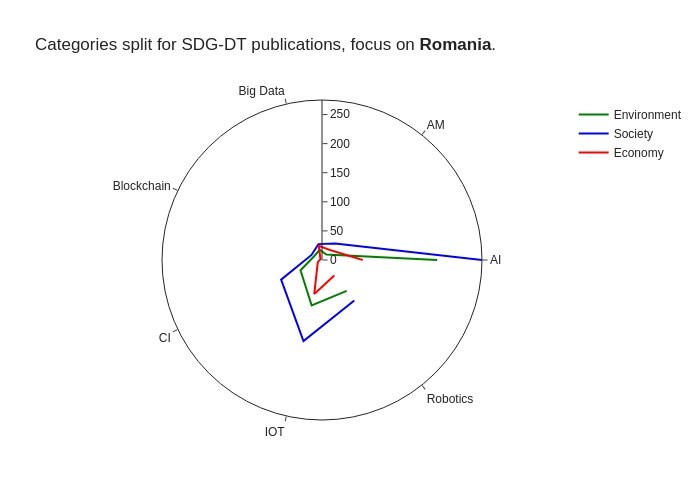 Categories split for SDG-DT publications, focus on Romania.
Big Data
AM
Blockchain
AI
CI
IOT
Robotics
250
200
150
100
50
0
Environment
Society
Economy